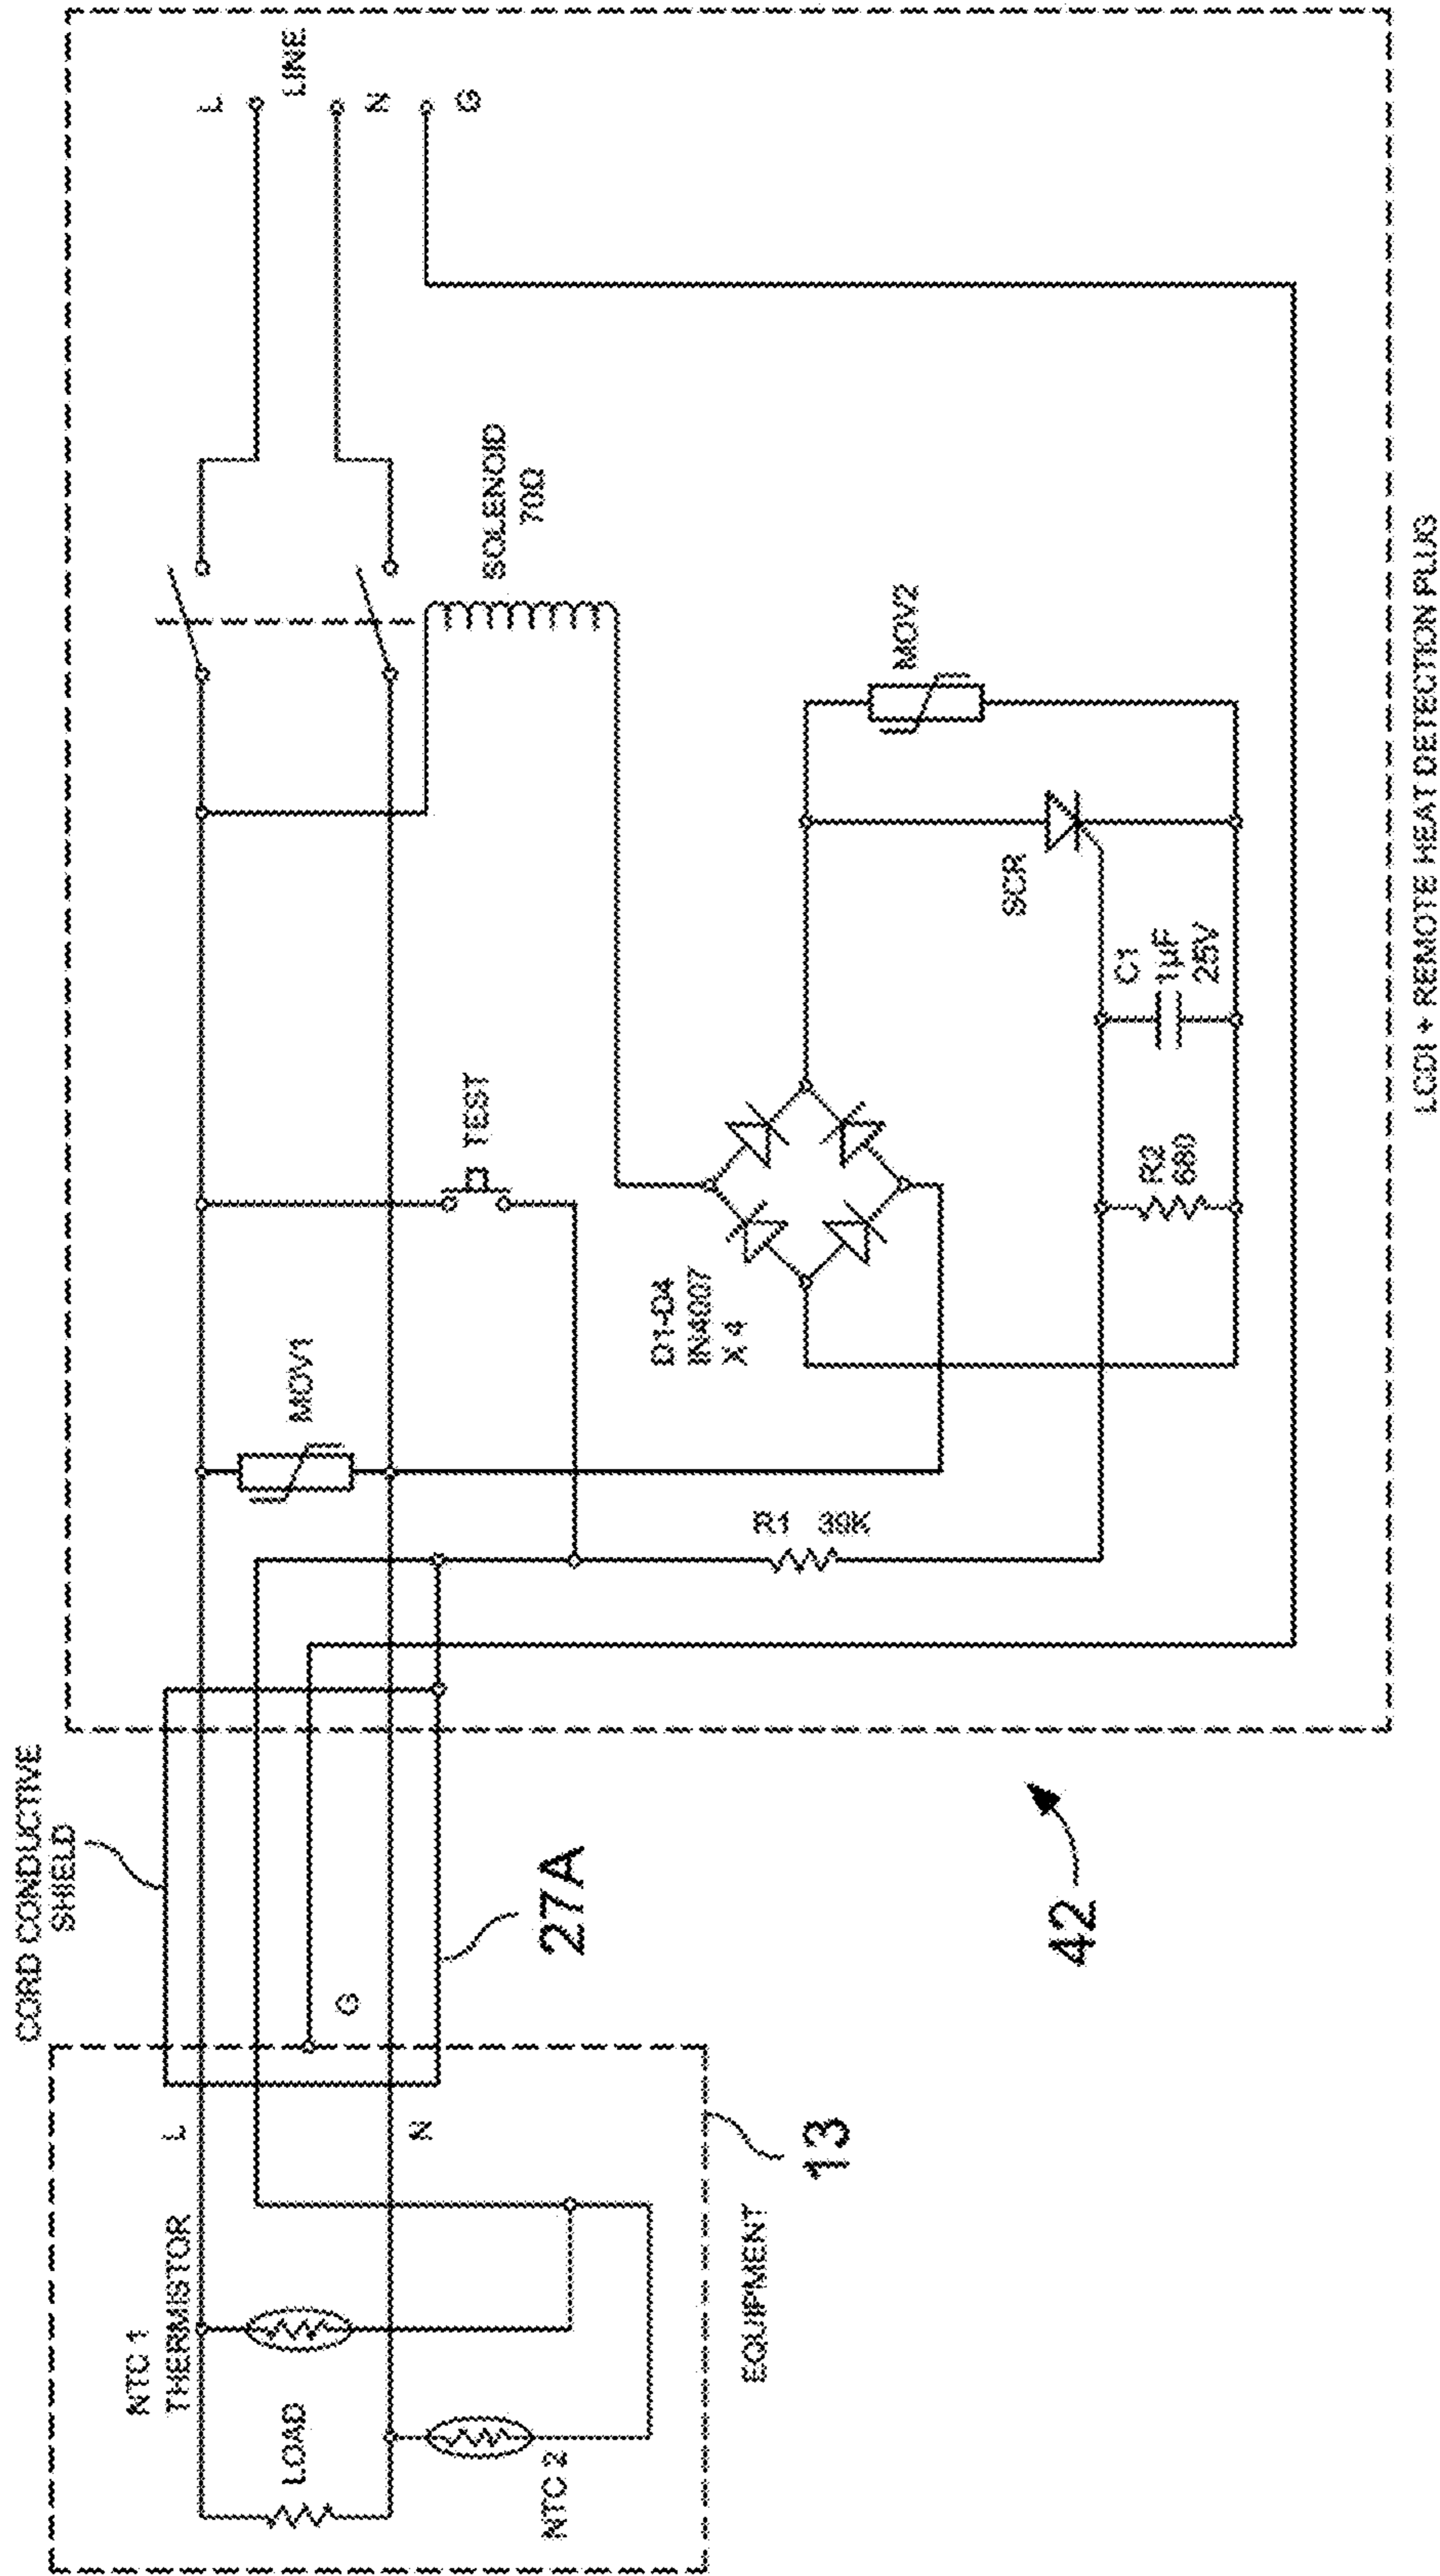 L
LINE
N
G
SOLENOID
70Ω
MOV2
SCR
C1
1µF
25V
TEST
R2
680
D1-D4
IN4007
X 4
MOV1
R1 39K
LCDI + REMOTE HEAT DETECTION PLUG
CORD CONDUCTIVE
SHIELD
27A
42
G
L
N
13
EQUIPMENT
NTC 1
THERMISTOR
LOAD
NTC 2